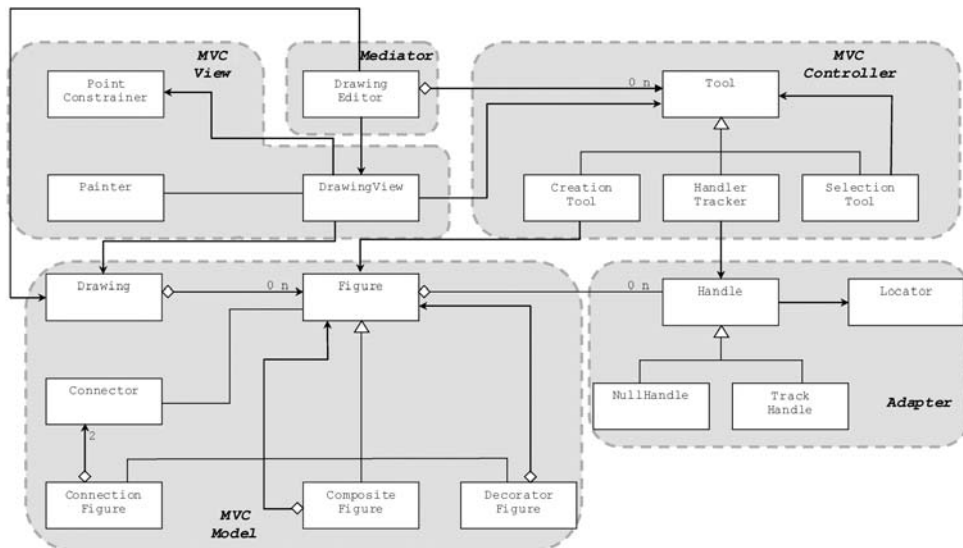 MVC
View
Mediator
MVC
Controller
Point
Constrainer
Drawing
Editor
0 n
Tool
Painter
DrawingView
Creation
Tool
Handler
Tracker
Selection
Tool
Drawing
0 n
Figure
0 n
Handle
Locator
Connector
NullHandle
Track
Handle
Adapter
2
Connection
Figure
MVC
Model
Composite
Figure
Decorator
Figure